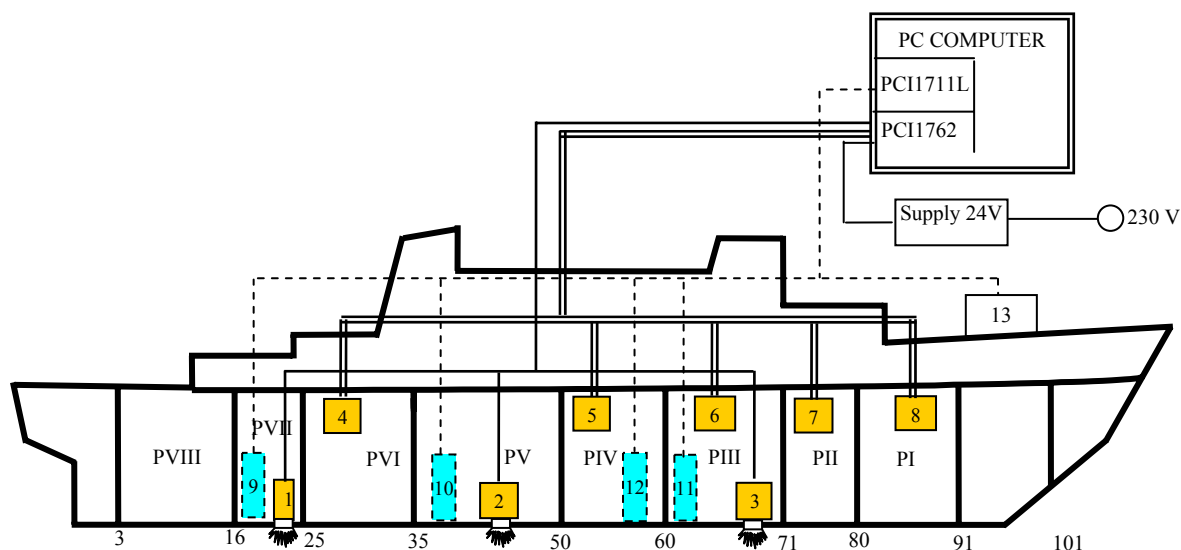 PC COMPUTER
PCI1711L
PCI1762
Supply 24V
230 V
13
4
5
6
7
8
PVII
PVIII
PVI
PV
PIV
PIII
PII
PI
9
10
12
11
1
2
3
3
16
25
35
50
60
71
80
91
101